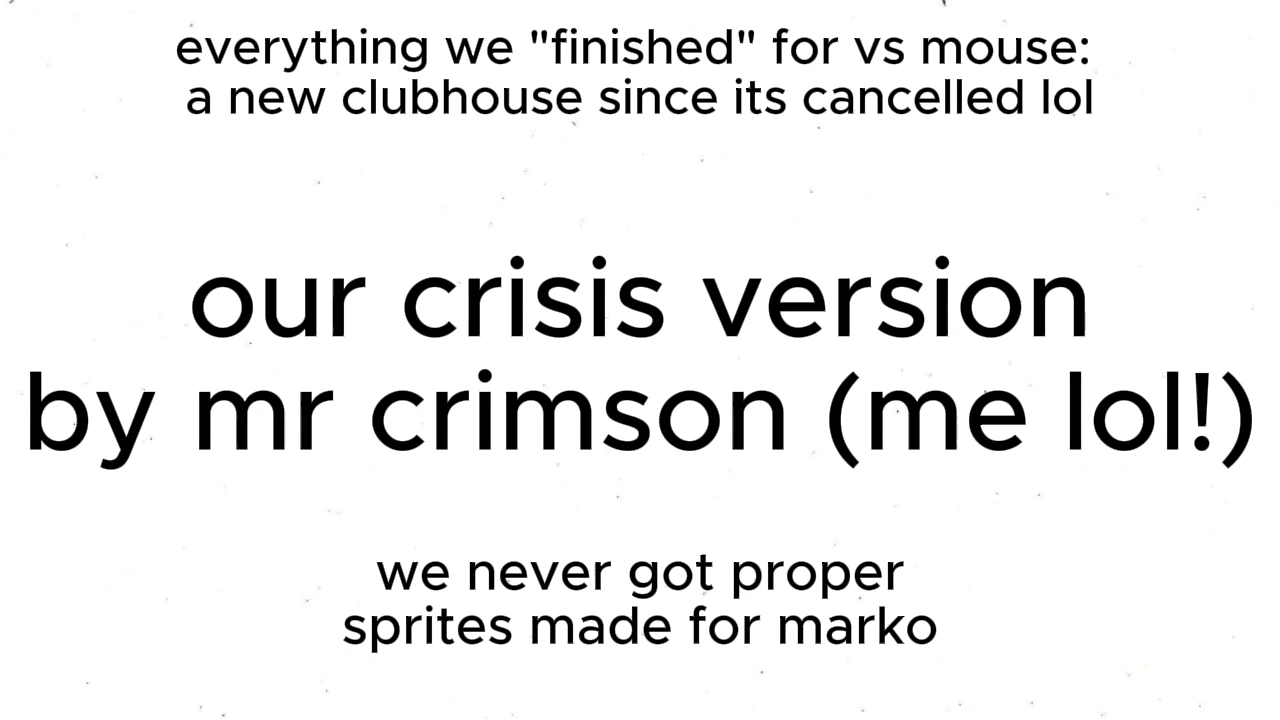 everything we "finished" for vs mouse:
a new clubhouse since its cancelled lol
our crisis version
by mr crimson (me lol!)
we never got proper
sprites made for marko